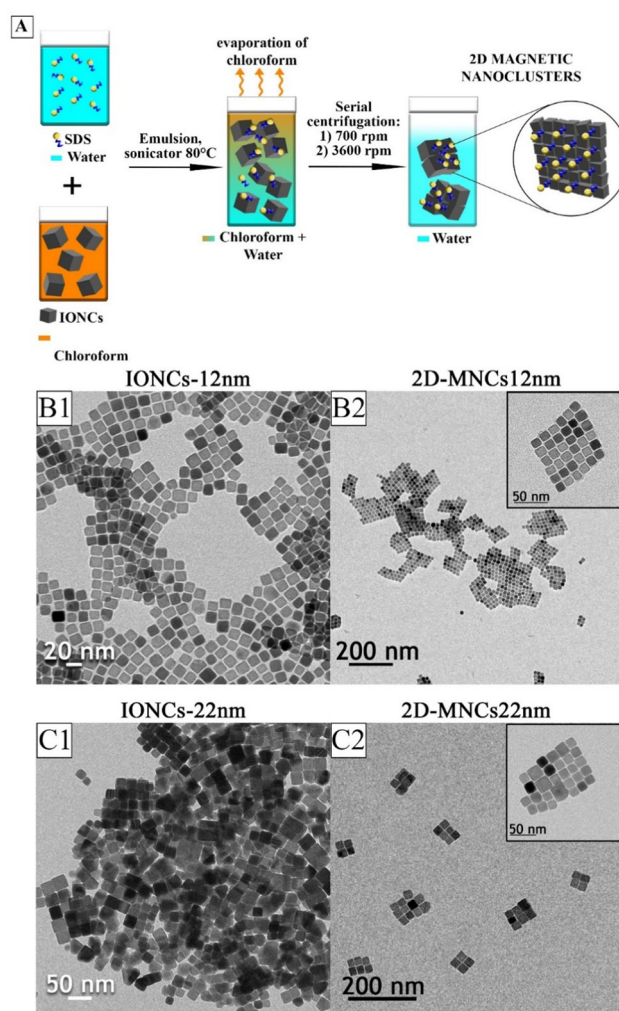 A
evaporation of
chloroform
2D MAGNETIC
NANOCLUSTERS
SDS
Water
+
Emulsion,
sonicator 80°C
Serial
centrifugation:
1) 700 rpm
2) 3600 rpm
Chloroform +
Water
Water
IONCs
Chloroform
IONCs-12nm
2D-MNCs12nm
B1
20 nm
B2
50 nm
200 nm
IONCs-22nm
2D-MNCs22nm
C1
50 nm
C2
50 nm
200 nm